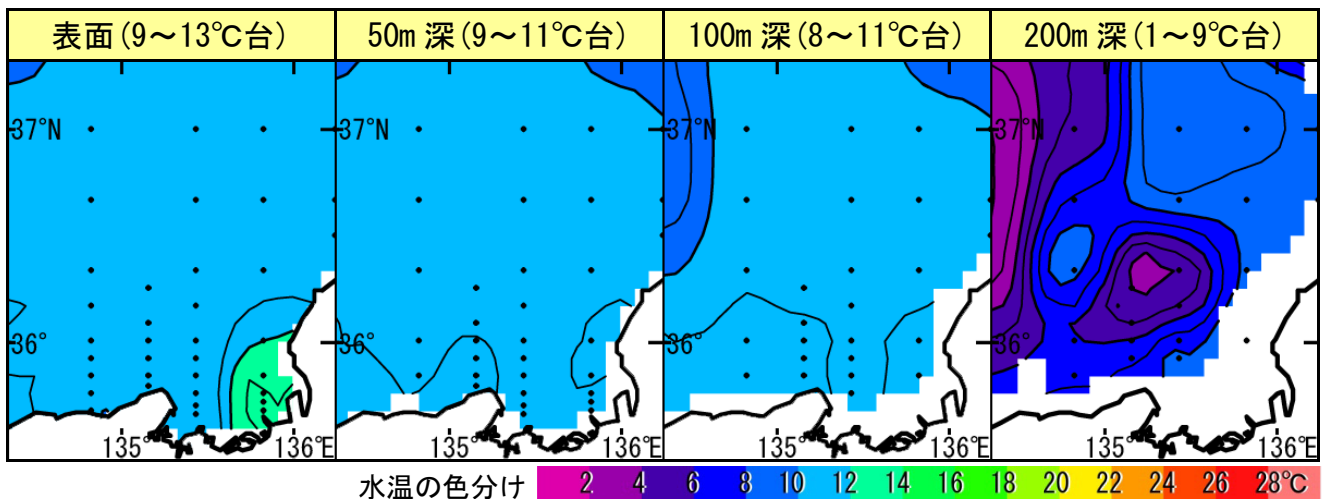 表面(9～13℃台) 50m 深(9～11℃台) 100m 深(8～11℃台) 200m 深(1～9℃台)
37°N 37°N 37°N 37°N
36° 36° 36° 36°
135° 136°E 135° 136°E 135° 136°E 135° 136°E
水温の色分け 2 4 6 8 10 12 14 16 18 20 22 24 26 28℃